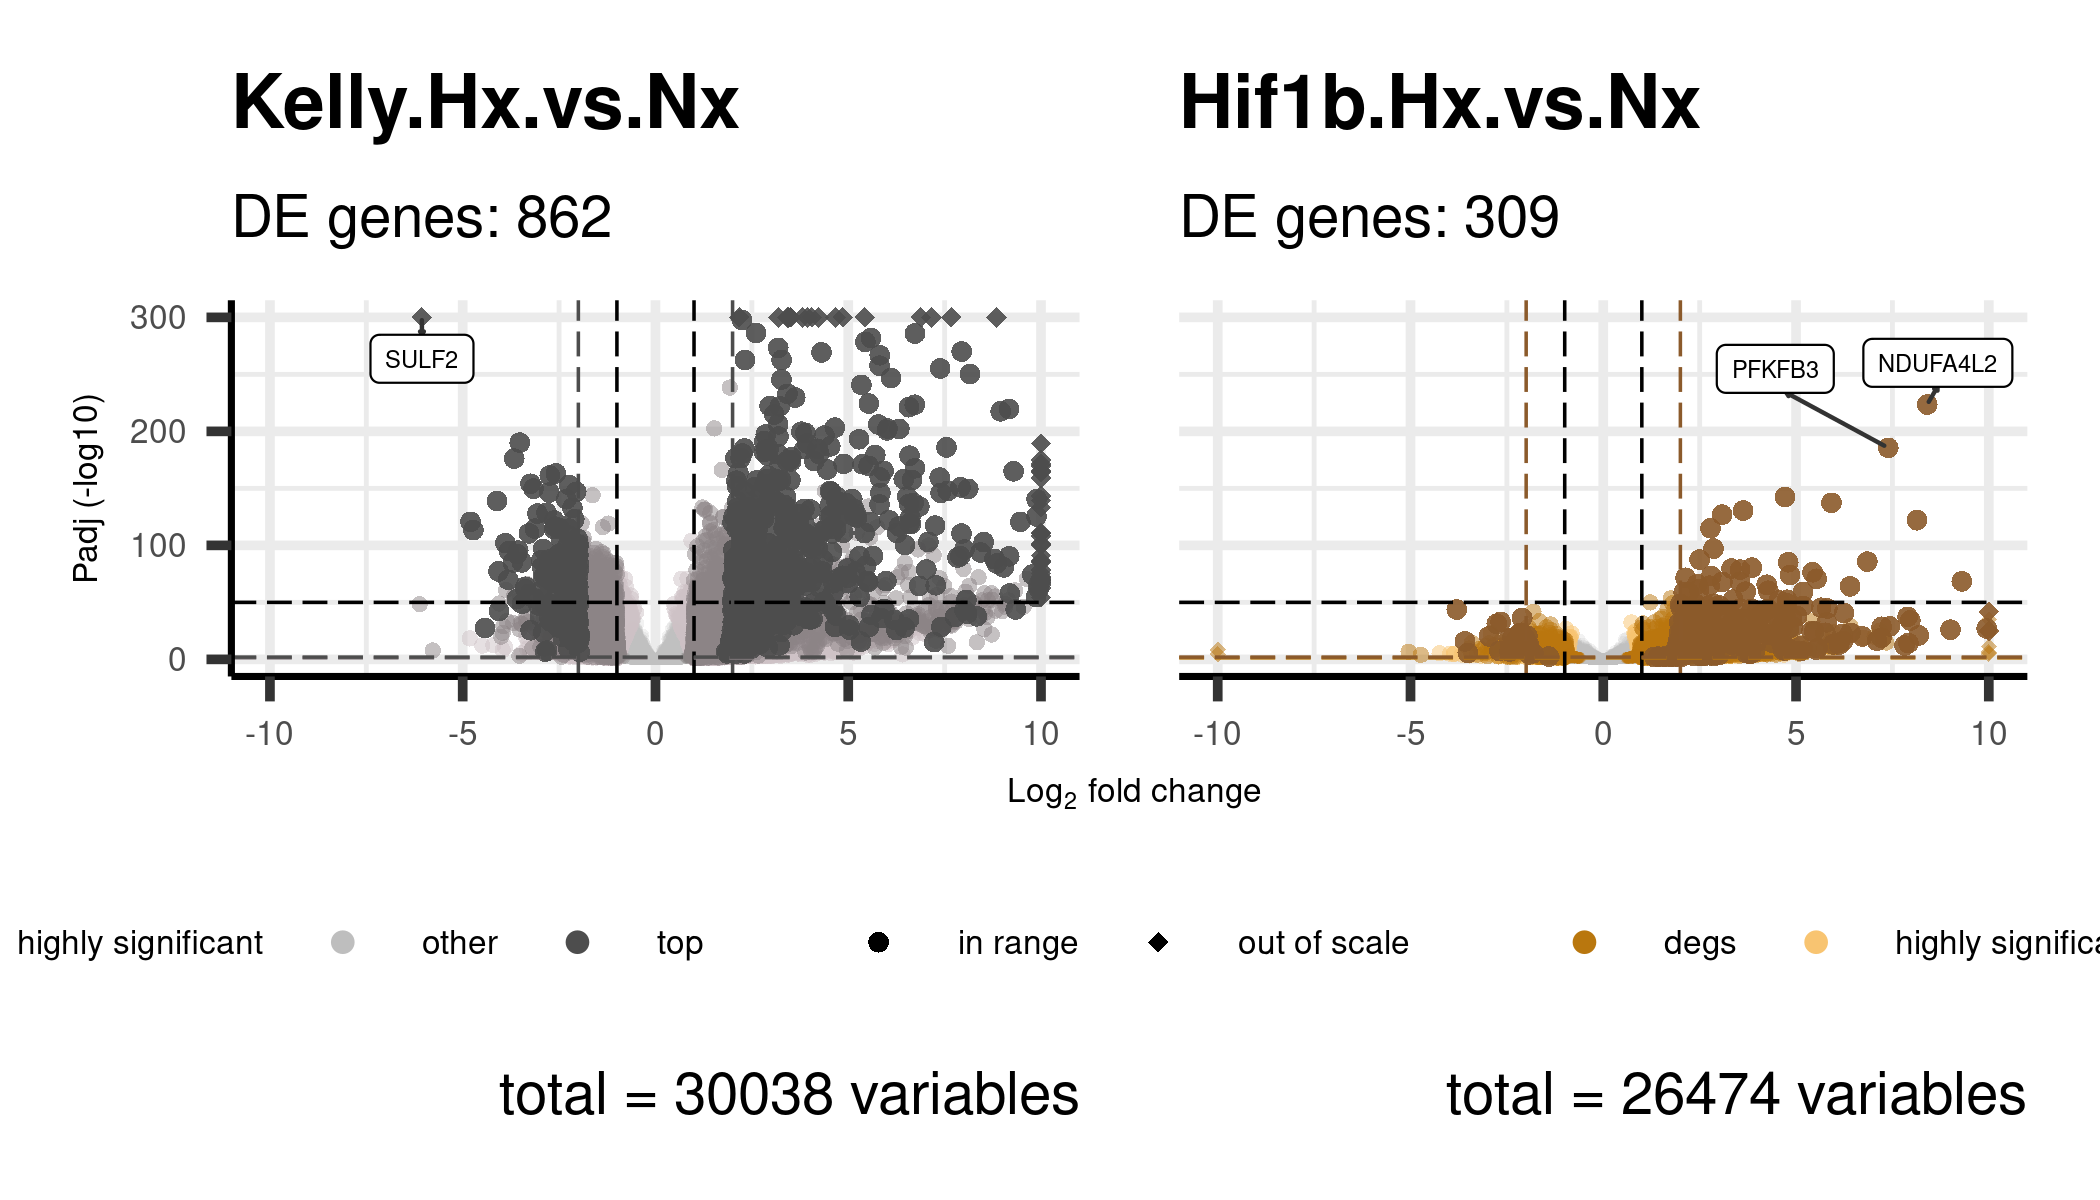 Kelly.Hx.vs.Nx
DE genes: 862
Hif1b.Hx.vs.Nx
DE genes: 309
Padj (-log10)
300
200
100
0
SULF2
PFKFB3
NDUFA4L2
-10
-5
0
5
10
-10
-5
0
5
10
Log₂ fold change
highly significant
other
top
in range
out of scale
degs
highly significa
total = 30038 variables
total = 26474 variables